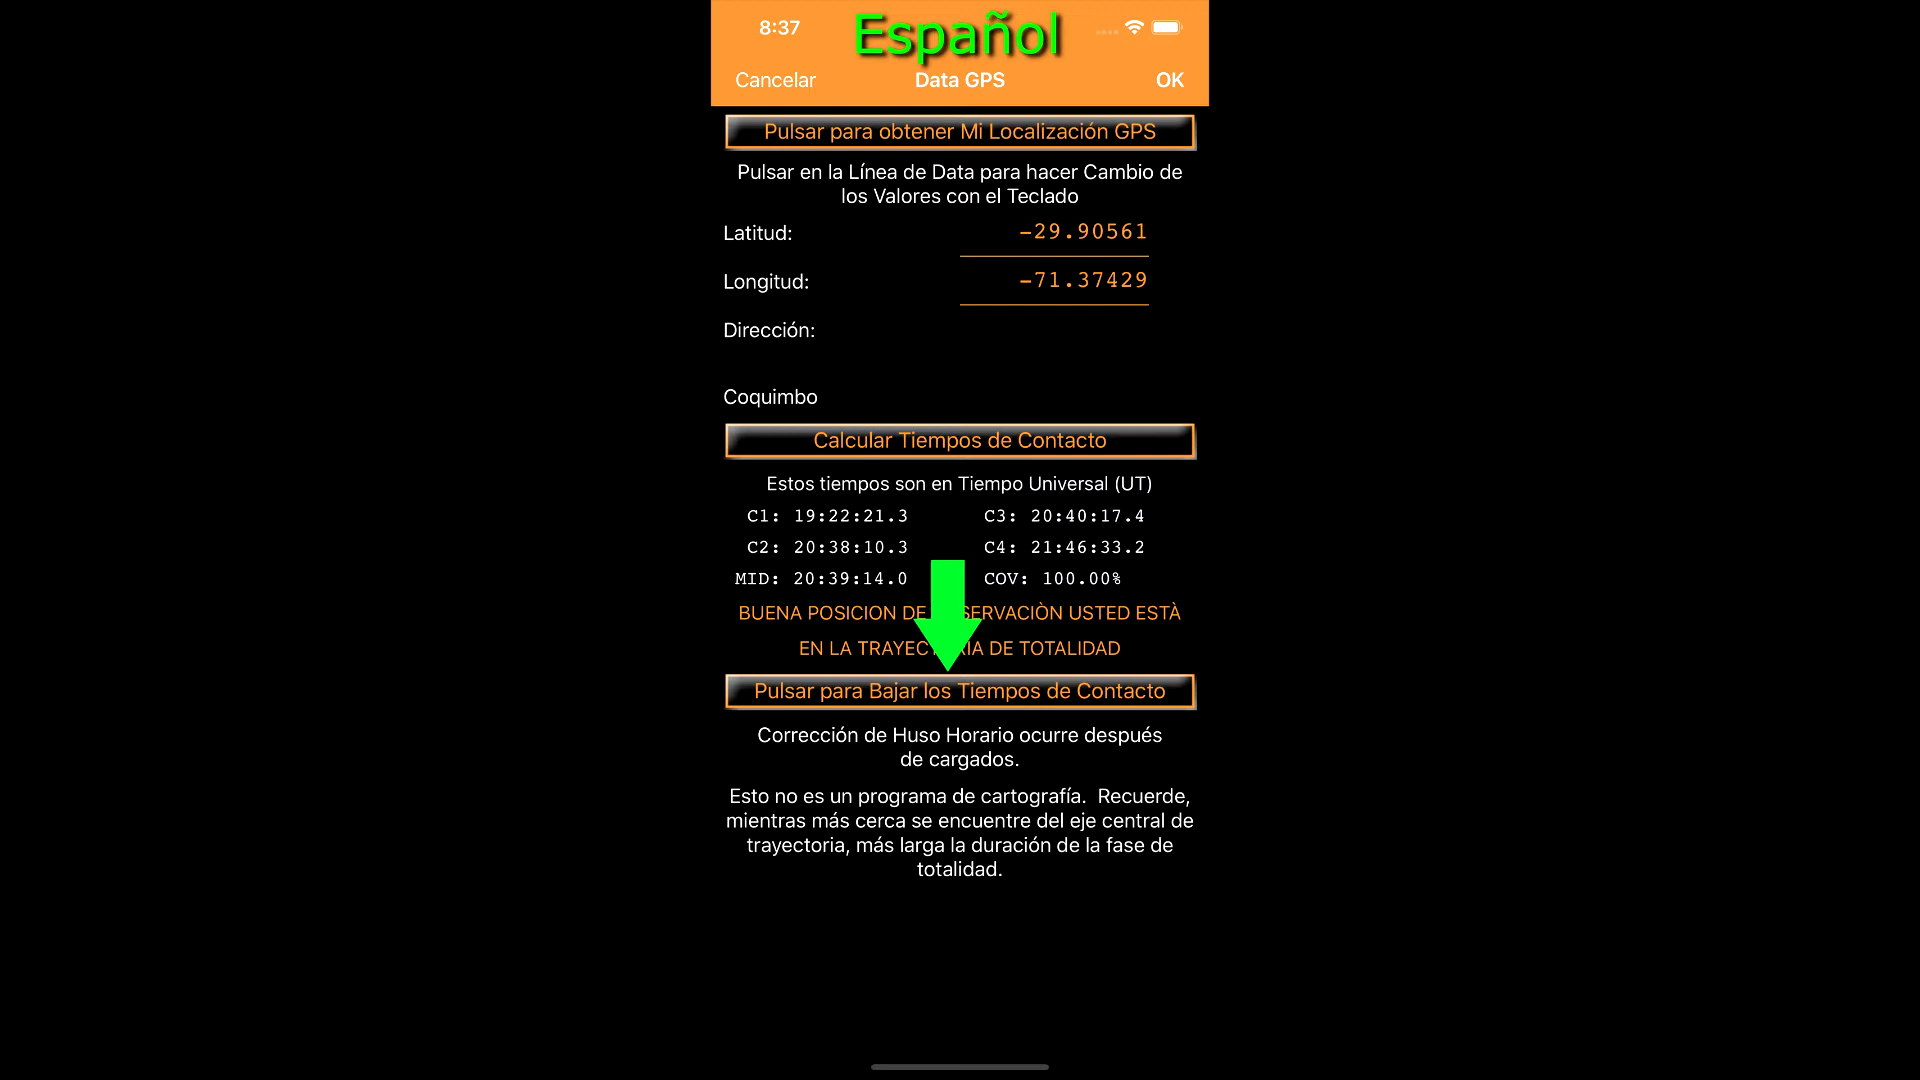 8:37
Español
Cancelar
Data GPS
OK
Pulsar para obtener Mi Localización GPS
Pulsar en la Línea de Data para hacer Cambio de
los Valores con el Teclado
Latitud:
-29.90561
Longitud:
-71.37429
Dirección:
Coquimbo
Calcular Tiempos de Contacto
Estos tiempos son en Tiempo Universal (UT)
C1: 19:22:21.3
C3: 20:40:17.4
C2: 20:38:10.3
C4: 21:46:33.2
MID: 20:39:14.0
COV: 100.00%
BUENA POSICION DE SERVACIÒN USTED ESTÀ
EN LA DE TOTALIDAD
Pulsar para Bajar los Tiempos de Contacto
Corrección de Huso Horario ocurre después
de cargados.
Esto no es un programa de cartografía. Recuerde,
mientras más cerca se encuentre del eje central de
trayectoria, más larga la duración de la fase de
totalidad.